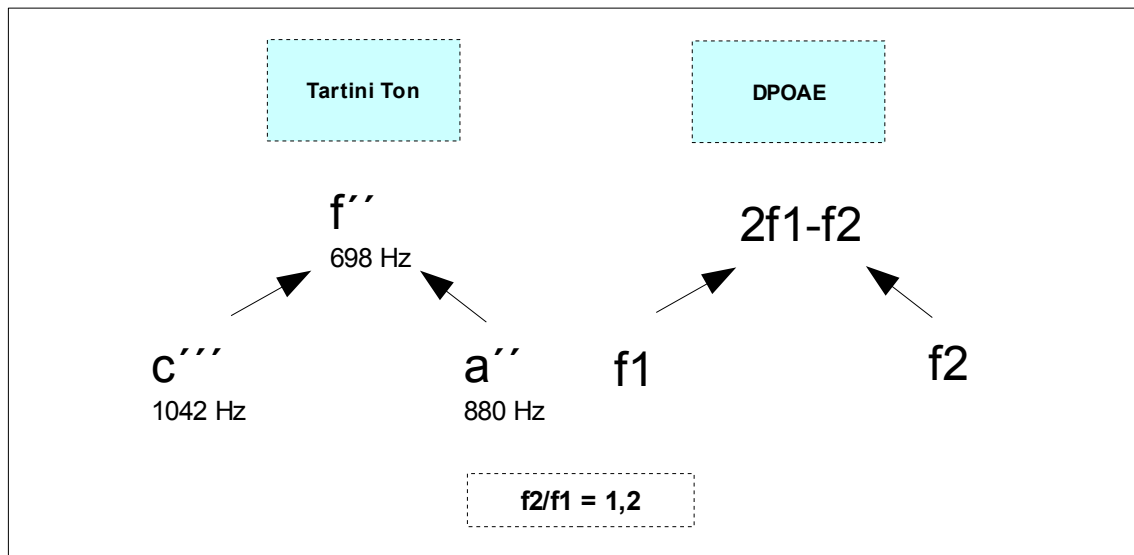 Tartini Ton
DPOAE
f´´
698 Hz
2f1-f2
c´´´
1042 Hz
a´´
880 Hz
f1
f2
f2/f1 = 1,2